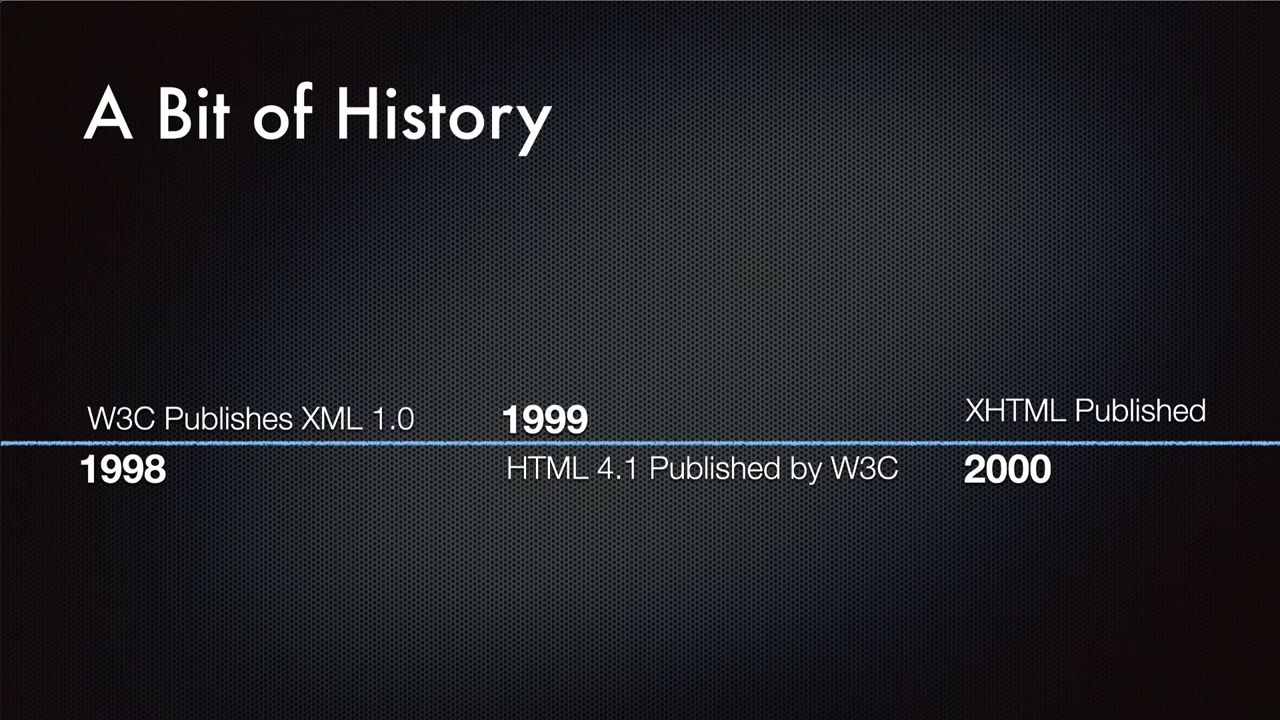 A Bit of History
W3C Publishes XML 1.0
1998
1999
HTML 4.1 Published by W3C
XHTML Published
2000